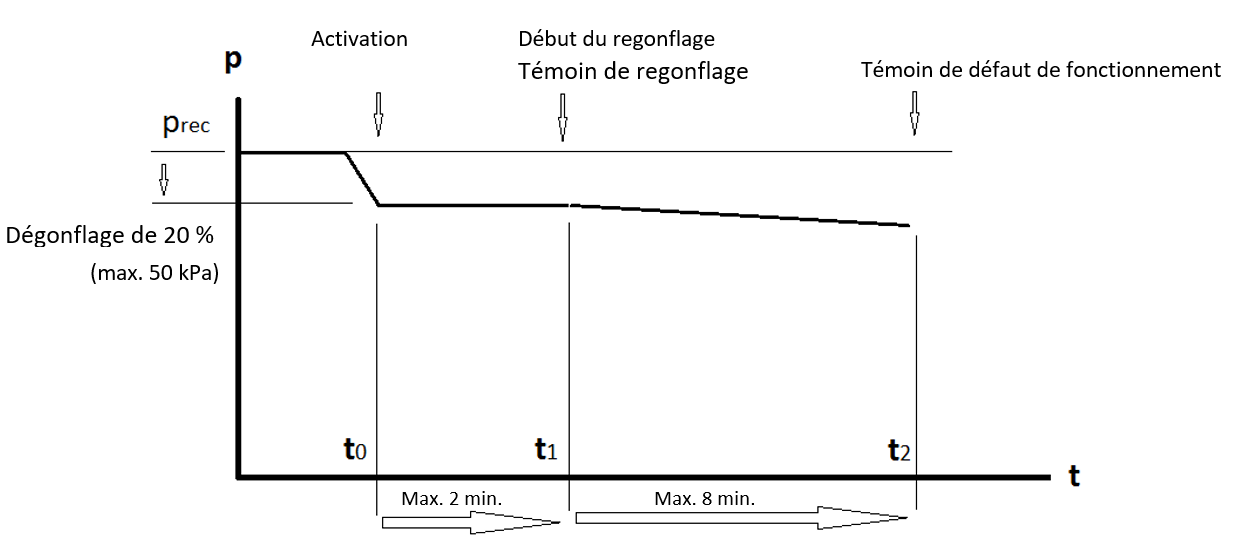 Activation
Début du regonflage
Témoin de regonflage
Témoin de défaut de fonctionnement
p
prec
Dégonflage de 20 %
(max. 50 kPa)
t0
t1
t2
t
Max. 2 min.
Max. 8 min.